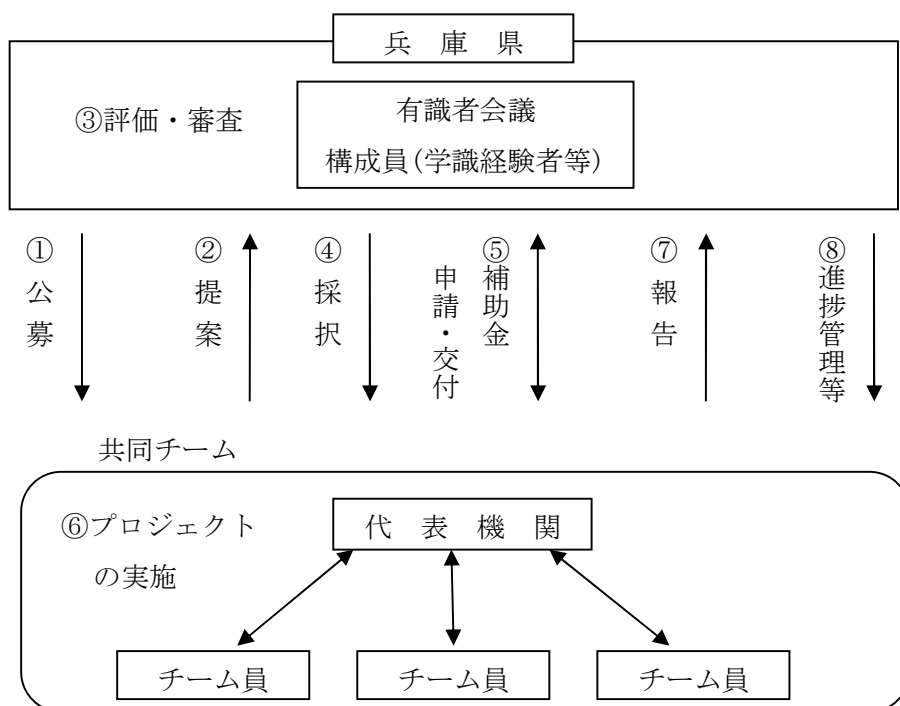 兵　庫　県
③評価・審査
有識者会議
構成員(学識経験者等)
①公募
②提案
④採択
⑤補助金
申請・交付
⑦報告
⑧進捗管理等
共同チーム
⑥プロジェクト
の実施
代　表　機　関
チーム員
チーム員
チーム員